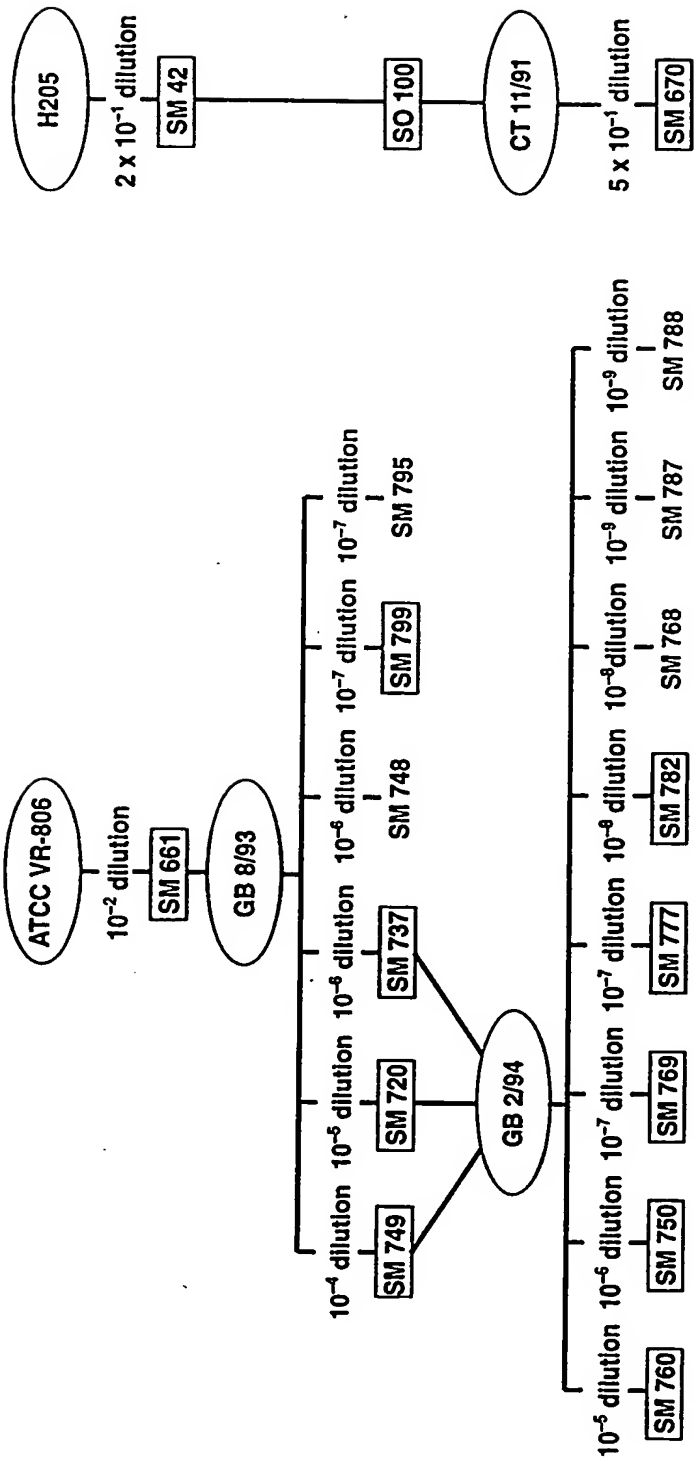 ATCC VR-806
10⁻² dilution
SM 661
GB 8/93
10⁻⁴ dilution 10⁻⁵ dilution 10⁻⁶ dilution 10⁻⁶ dilution 10⁻⁷ dilution 10⁻⁷ dilution
SM 749 SM 720 SM 737 SM 748 SM 799 SM 795
GB 2/94
10⁻⁵ dilution 10⁻⁶ dilution 10⁻⁷ dilution 10⁻⁷ dilution 10⁻⁸ dilution 10⁻⁸ dilution 10⁻⁹ dilution 10⁻⁹ dilution
SM 760 SM 750 SM 769 SM 777 SM 782 SM 768 SM 787 SM 788
H205
2 x 10⁻¹ dilution
SM 42
SO 100
CT 11/91
5 x 10⁻¹ dilution
SM 670